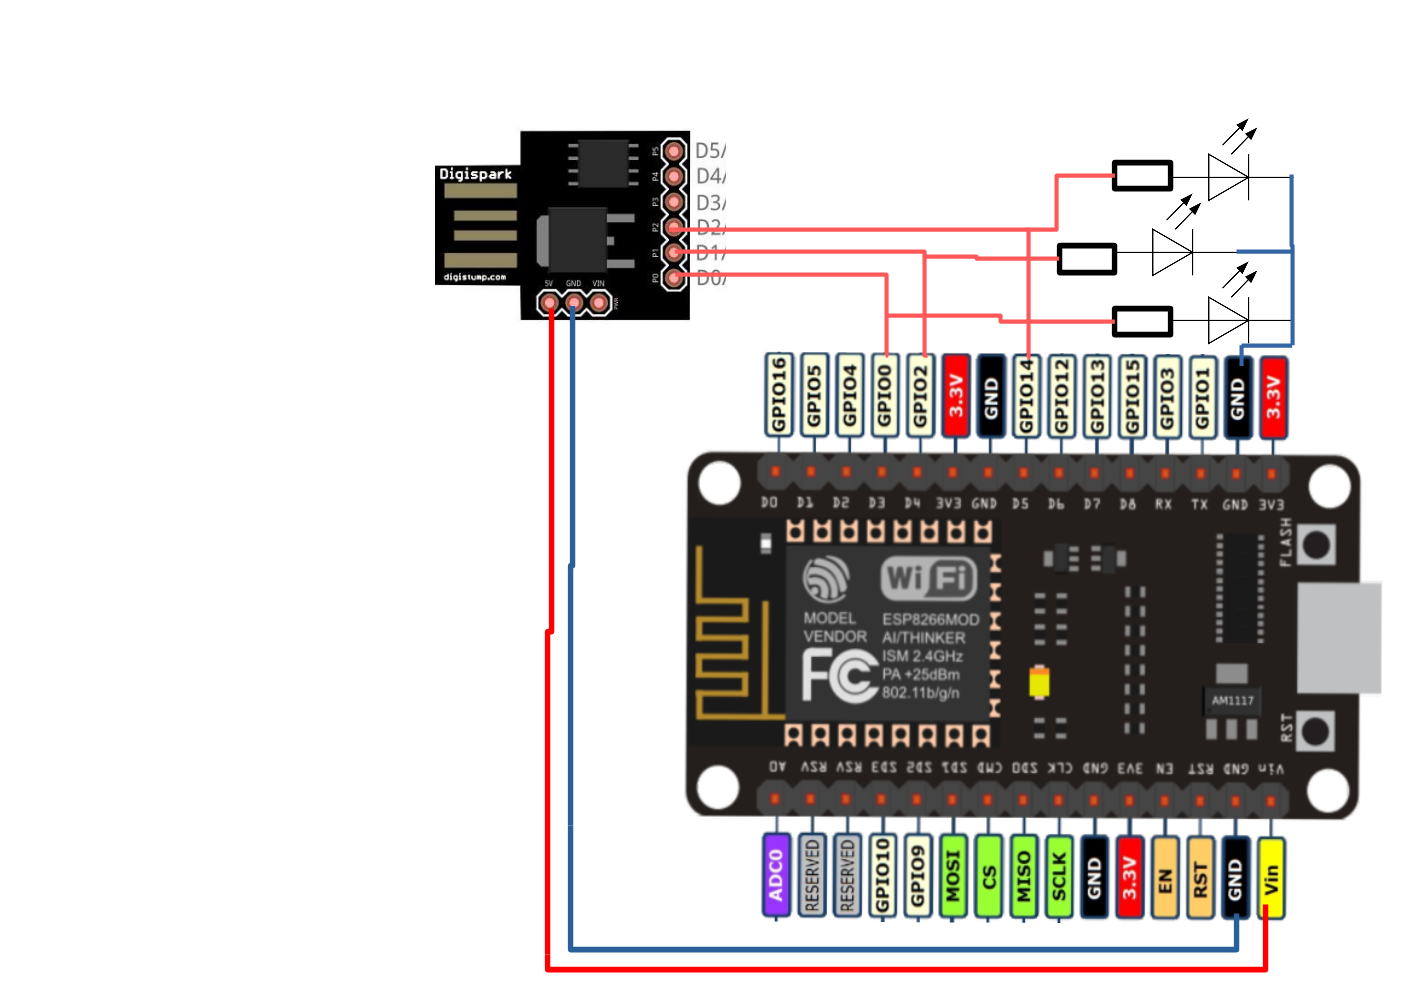 Digispark
digistump.com
5V GND VIN
PWR
P5
P4
P3
P2
P1
P0
D5/
D4/
D3/
D2/
D1/
D0/
GPIO16 GPIO5 GPIO4 GPIO0 GPIO2 3.3V GND GPIO14 GPIO12 GPIO13 GPIO15 GPIO3 GPIO1 GND 3.3V
D0 D1 D2 D3 D4 3V3 GND D5 D6 D7 D8 RX TX GND 3V3
FLASH
Wi Fi
MODEL ESP8266MOD
VENDOR AI/THINKER
ISM 2.4GHz
PA +25dBm
802.11b/g/n
FC
AM1117
RST
A0 RSV RSV SD3 SD2 SD1 CMD SD0 CLK GND 3V3 EN RST GND Vin
ADC0 RESERVED RESERVED GPIO10 GPIO9 MOSI CS MISO SCLK GND 3.3V EN RST GND Vin